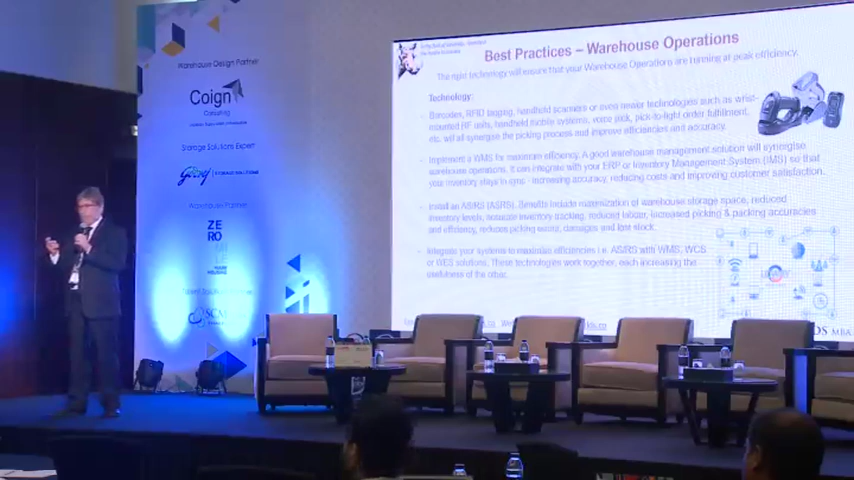 Warehouse Design Partner
Coign
Consulting
Storage Solutions Expert
Godrej STORAGE SOLUTIONS
Warehouse Partner
ZE
RO
Talent
SCM
Best Practices – Warehouse Operations
The right technology will ensure that your Warehouse Operations are running at peak efficiency.
Technology:
- Barcodes, RFID tagging, handheld scanners or even newer technologies such as wrist-
mounted RF units, handheld mobile systems, voice pick, pick-to-light order fulfillment,
etc. will all synergise the picking process and improve efficiencies and accuracy.
- Implement a WMS for maximum efficiency. A good warehouse management solution will synergise
warehouse operations. It can integrate with your ERP or Inventory Management System (IMS) so that
your inventory stays in sync - increasing accuracy, reducing costs and improving customer satisfaction.
- Install an AS/RS (ASRS). Benefits include maximization of warehouse storage space, reduced
inventory levels, accurate inventory tracking, reduced labour, increased picking & packing accuracies
and efficiency, reduces picking errors, damages and lost stock.
- Integrate your systems to maximise efficiencies i.e. AS/RS with WMS, WCS
or WES solutions. These technologies work together, each increasing the
usefulness of the other.
MBA